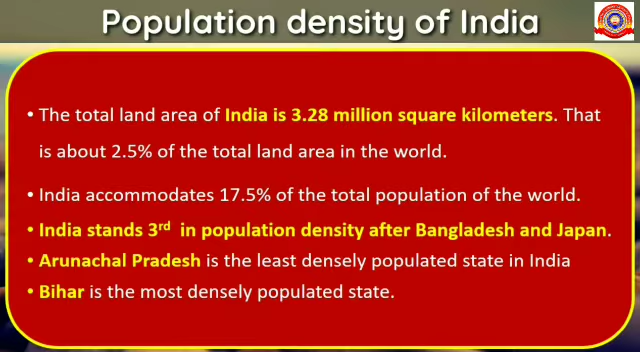 Population density of India
• The total land area of India is 3.28 million square kilometers. That
is about 2.5% of the total land area in the world.
• India accommodates 17.5% of the total population of the world.
• India stands 3rd in population density after Bangladesh and Japan.
• Arunachal Pradesh is the least densely populated state in India
• Bihar is the most densely populated state.